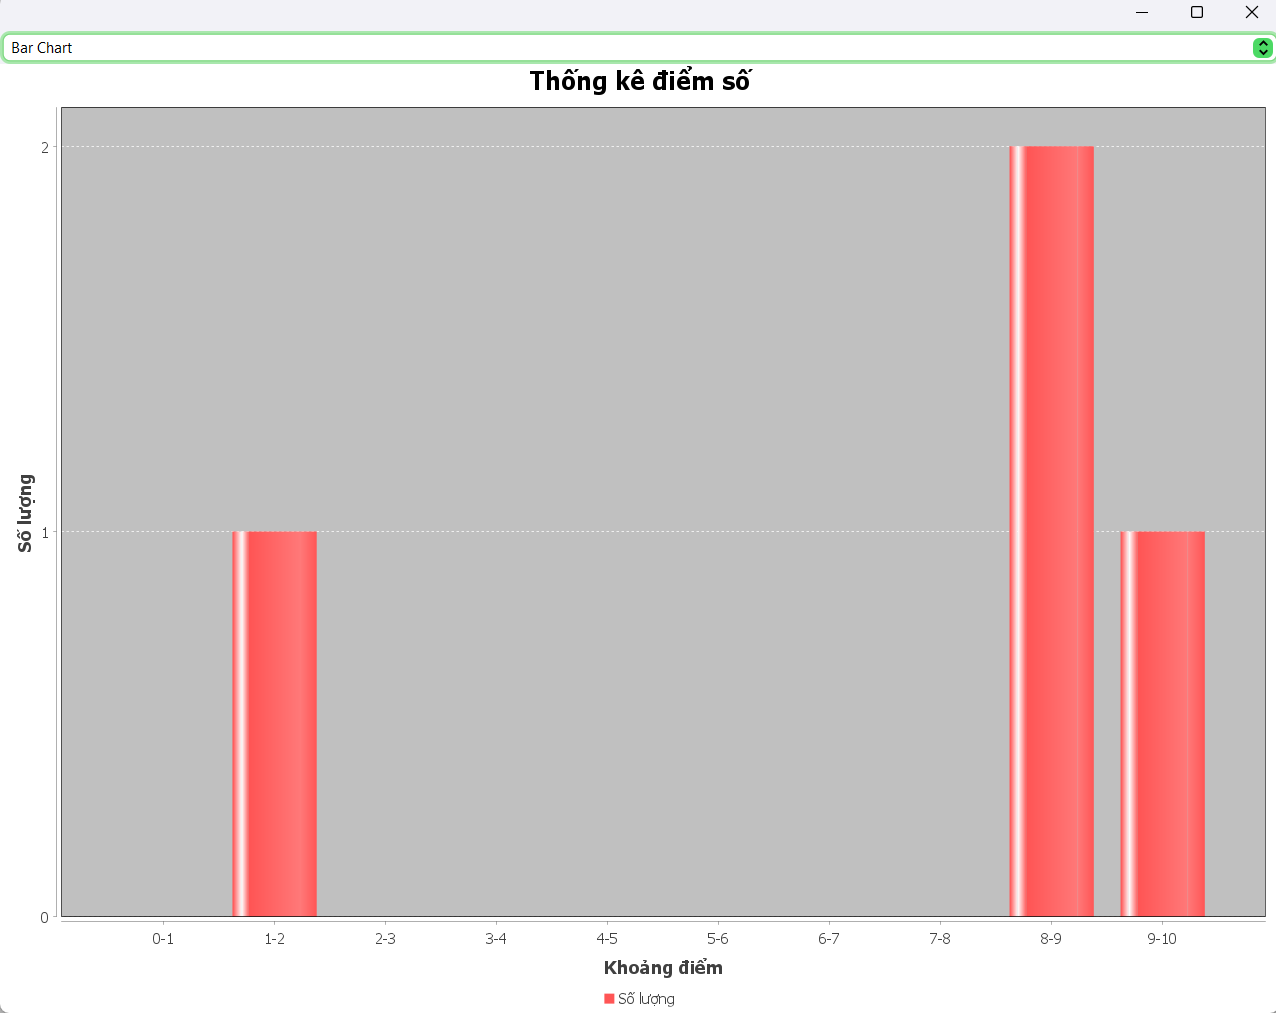 Bar Chart
Thống kê điểm số
2
1
0
Số lượng
0-1 1-2 2-3 3-4 4-5 5-6 6-7 7-8 8-9 9-10
Khoảng điểm
Số lượng